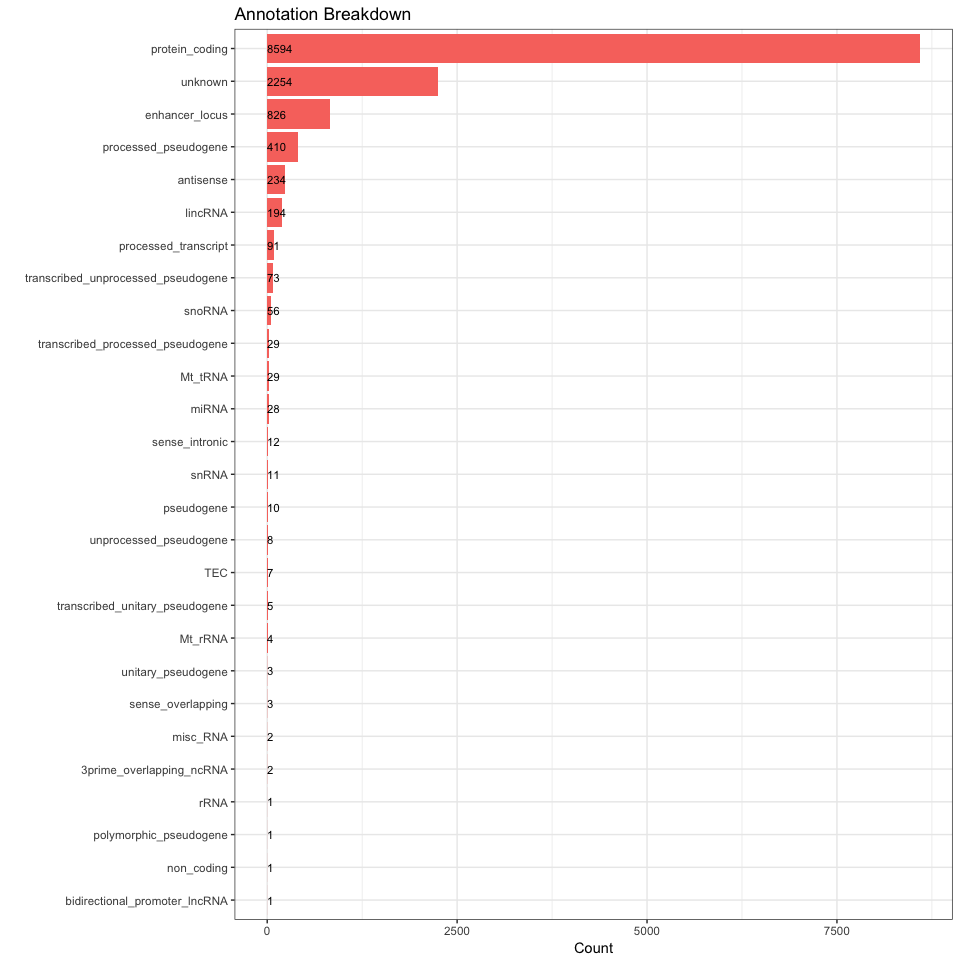 Annotation Breakdown
protein_coding 8594
unknown 2254
enhancer_locus 826
processed_pseudogene 410
antisense 234
lincRNA 194
processed_transcript 91
transcribed_unprocessed_pseudogene 73
snoRNA 56
transcribed_processed_pseudogene 29
Mt_tRNA 29
miRNA 28
sense_intronic 12
snRNA 11
pseudogene 10
unprocessed_pseudogene 8
TEC 7
transcribed_unitary_pseudogene 5
Mt_rRNA 4
unitary_pseudogene 3
sense_overlapping 3
misc_RNA 2
3prime_overlapping_ncRNA 2
rRNA 1
polymorphic_pseudogene 1
non_coding 1
bidirectional_promoter_lncRNA 1
0 2500 5000 7500
Count